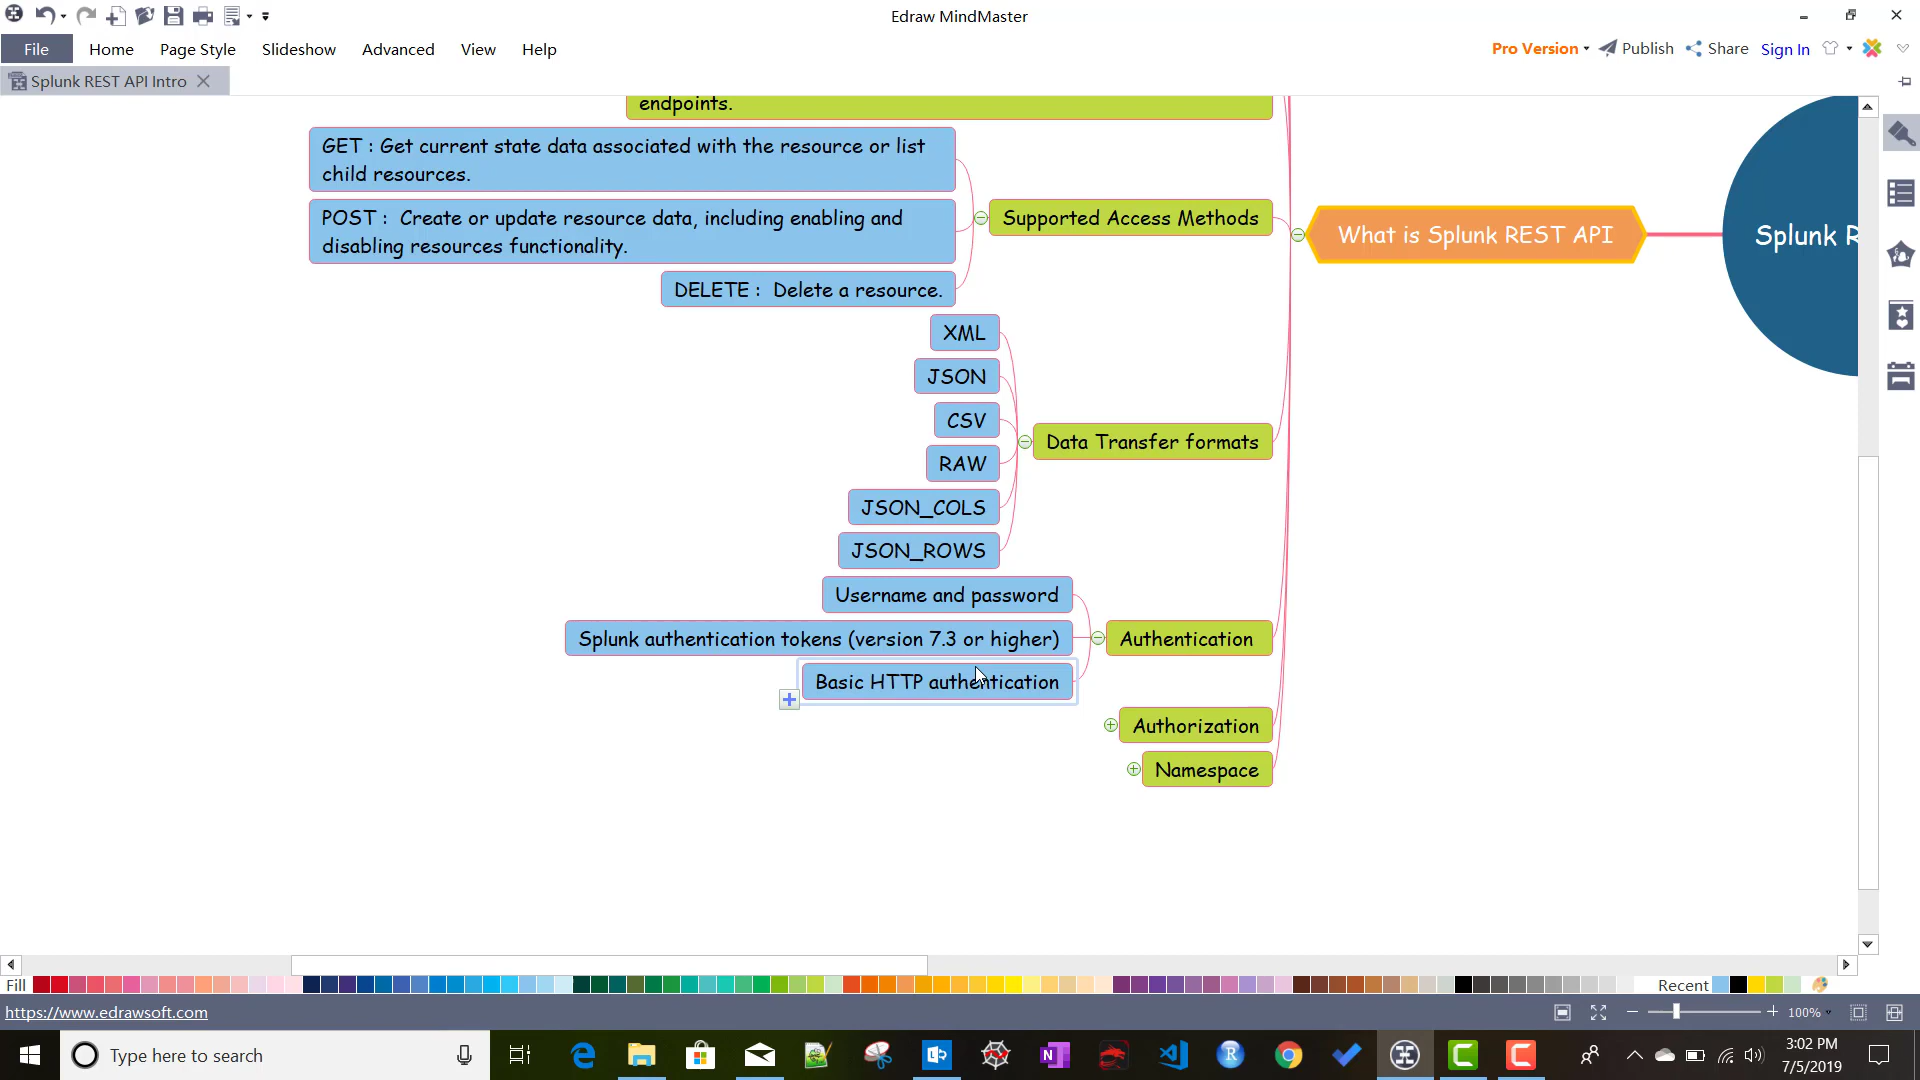 Edraw MindMaster
File
Home
Page Style
Slideshow
Advanced
View
Help
Pro Version
Publish
Share
Sign In
Splunk REST API Intro
endpoints.
GET : Get current state data associated with the resource or list
child resources.
POST :  Create or update resource data, including enabling and
disabling resources functionality.
DELETE :  Delete a resource.
Supported Access Methods
What is Splunk REST API
Splunk R
XML
JSON
CSV
RAW
JSON_COLS
JSON_ROWS
Data Transfer formats
Username and password
Splunk authentication tokens (version 7.3 or higher)
Basic HTTP authentication
Authentication
Authorization
Namespace
Fill
Recent
https://www.edrawsoft.com
100%
Type here to search
3:02 PM
7/5/2019